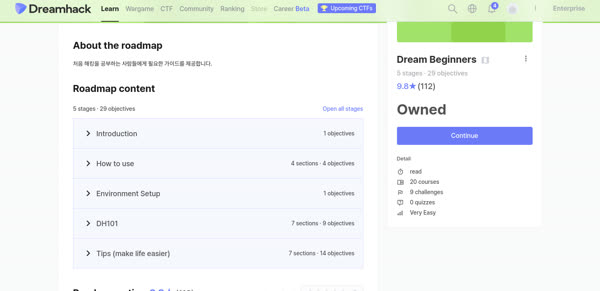 Dreamhack
Learn Wargame CTF Community Ranking Store Career Beta Upcoming CTFs 4 Enterprise
About the roadmap
처음 해킹을 공부하는 사람들에게 필요한 가이드를 제공합니다.
Roadmap content
5 stages · 29 objectives Open all stages
Introduction 1 objectives
How to use 4 sections · 4 objectives
Environment Setup 1 objectives
DH101 7 sections · 9 objectives
Tips (make life easier) 7 sections · 14 objectives
Dream Beginners
5 stages · 29 objectives
9.8★ (112)
Owned
Continue
Detail
read
20 courses
9 challenges
0 quizzes
Very Easy